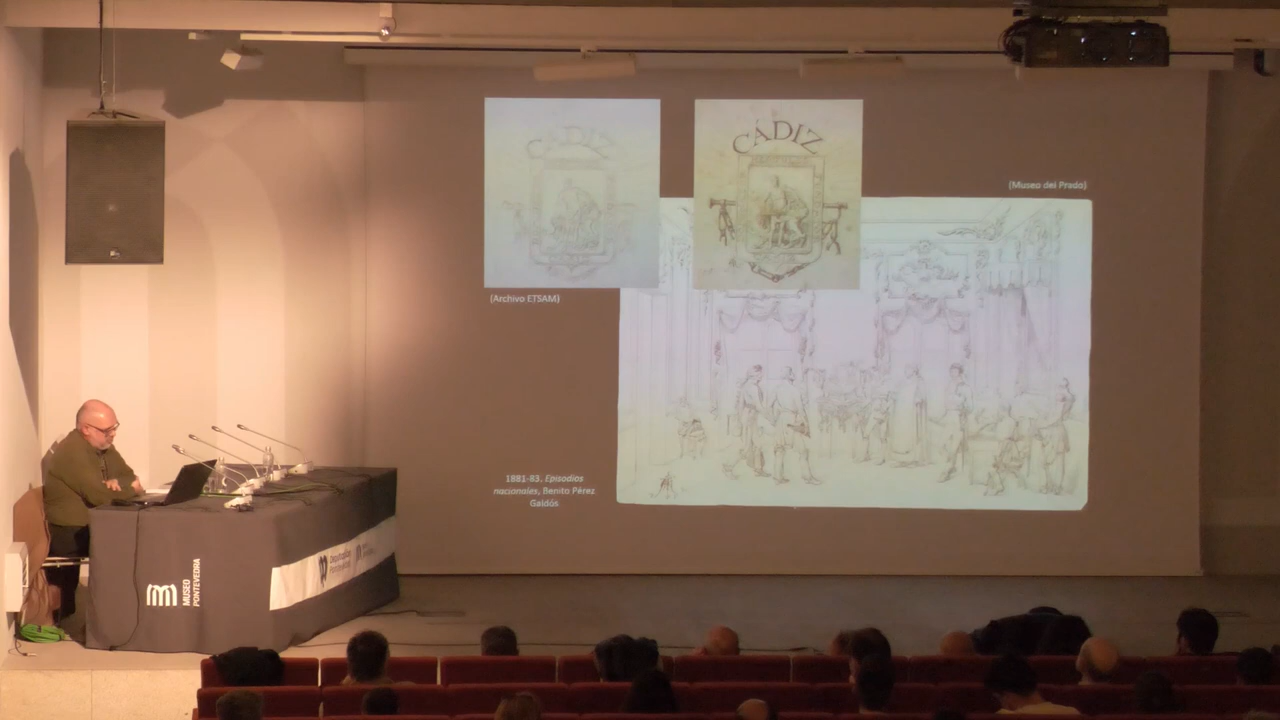 CÁDIZ
CÁDIZ
(Museo del Prado)
(Archivo ETSAM)
1881-83, Episodios
nacionales, Benito Pérez
Galdós
MUSEO
PONTEVEDRA